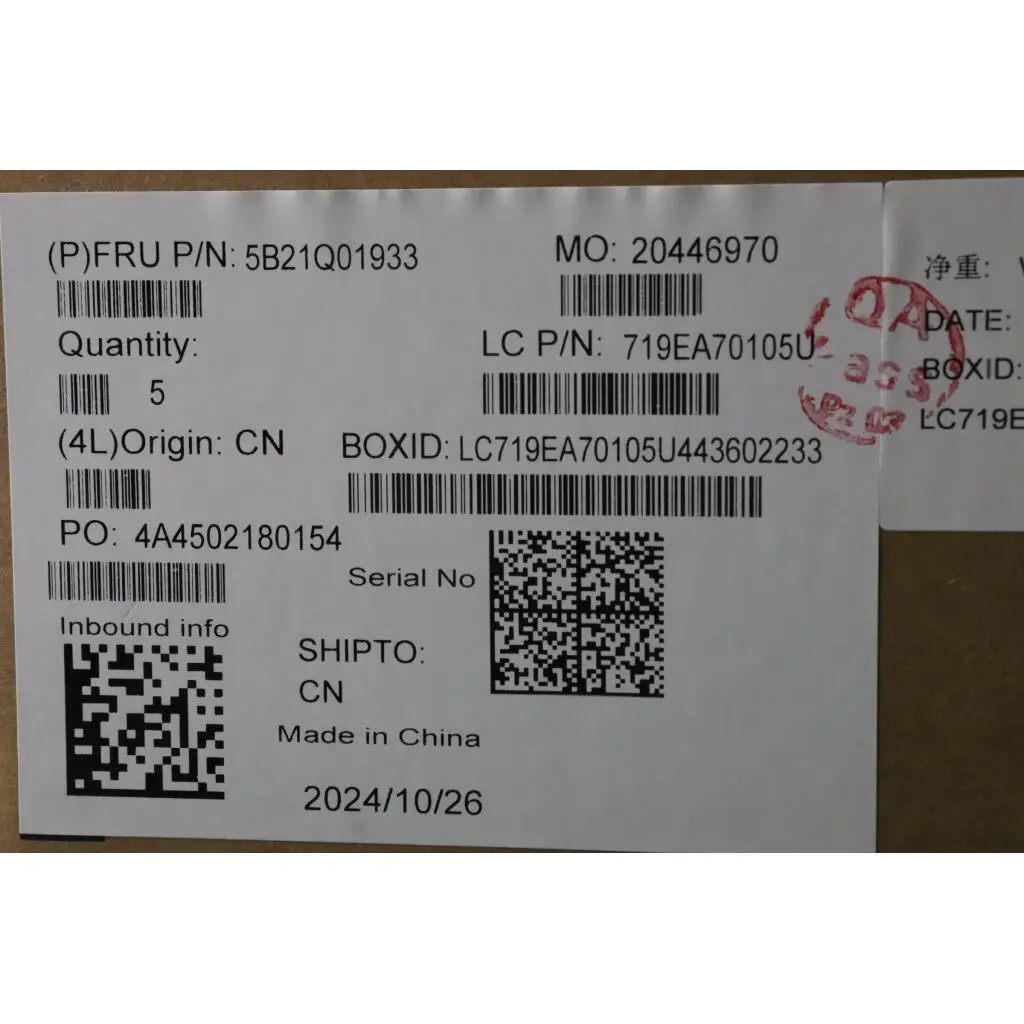 (P)FRU P/N: 5B21Q01933
MO: 20446970
Quantity:
5
LC P/N: 719EA70105U
(4L)Origin: CN
BOXID: LC719EA70105U443602233
PO: 4A4502180154
Serial No
Inbound info
SHIPTO:
CN
Made in China
2024/10/26
净重:
DATE:
BOXID:
LC719E
QA